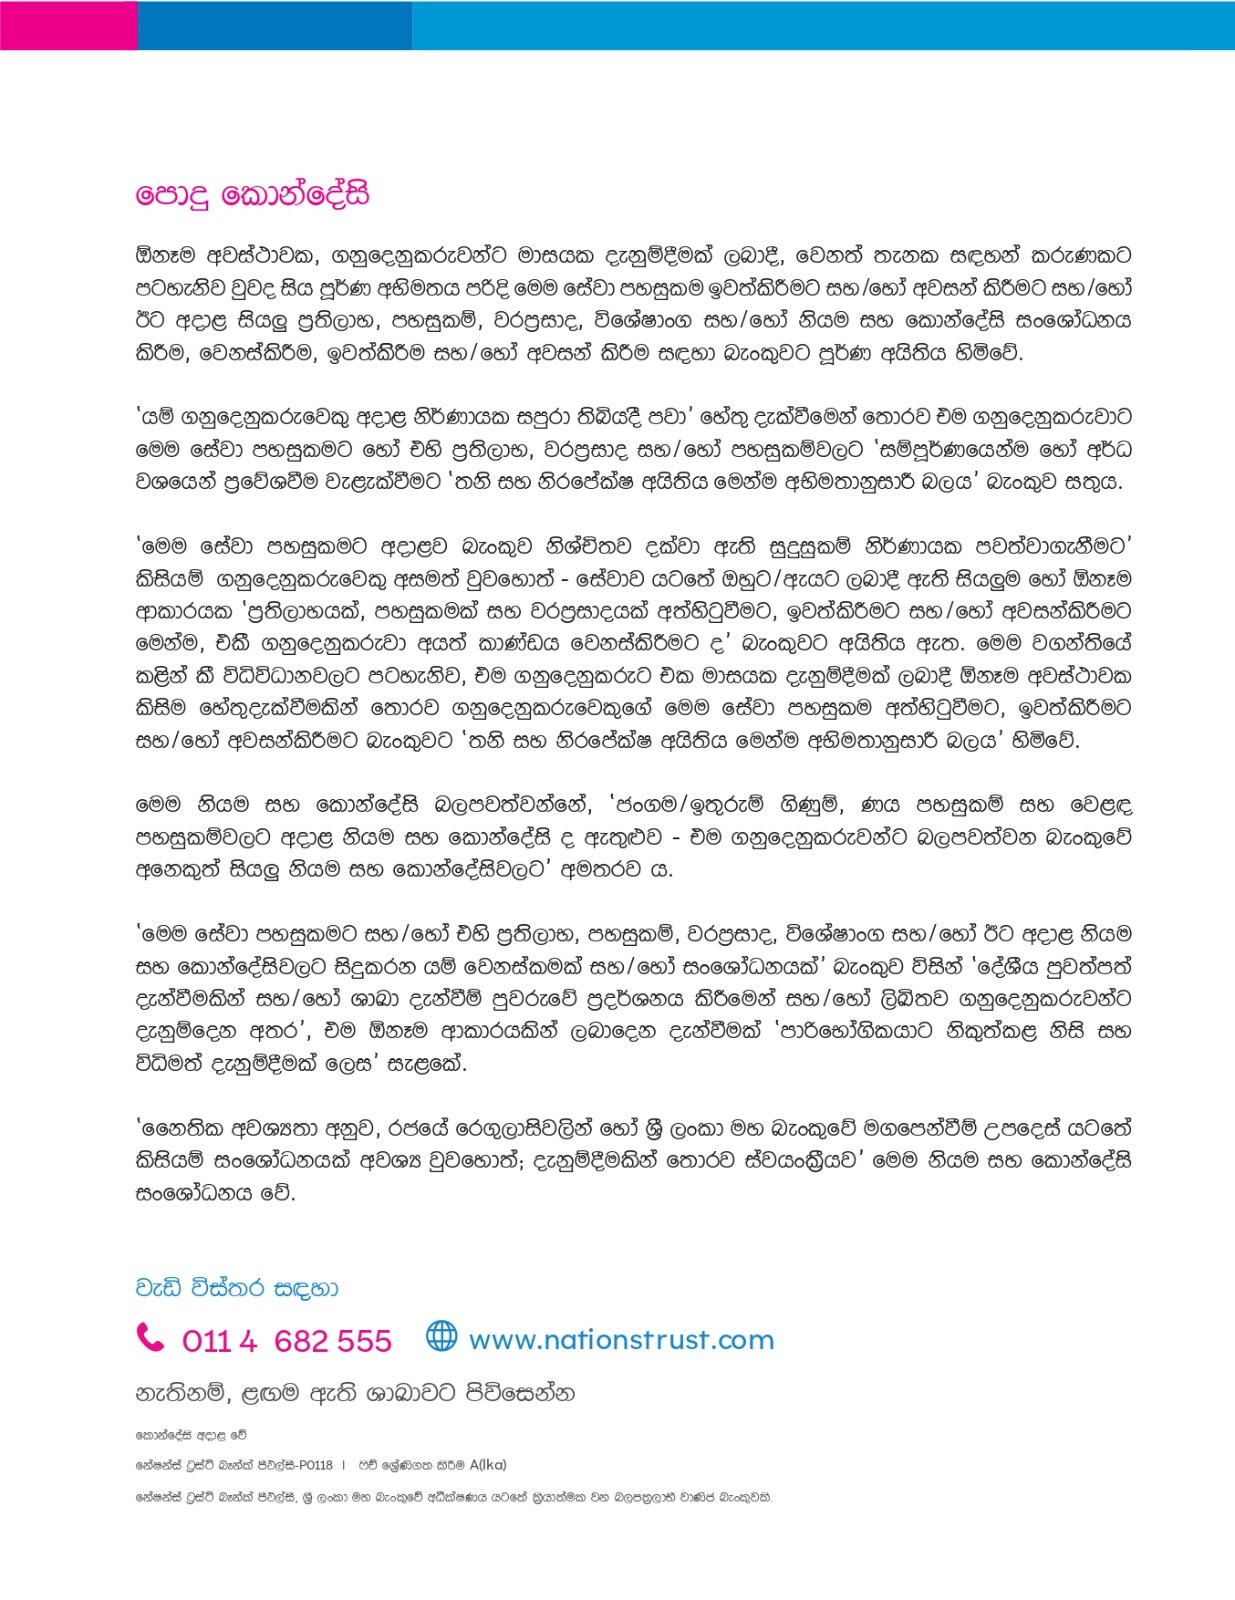 පොදු කොන්දේසි
ඕනෑම අවස්ථාවක, ගනුදෙනුකරුවන්ට මාසයක දැනුම්දීමක් ලබාදී, වෙනත් තැනක සඳහන් කරුණකට
පටහැනිව වුවද සිය පූර්ණ අභිමතය පරිදි මෙම සේවා පහසුකම ඉවත්කිරීමට සහ/හෝ අවසන් කිරීමට සහ/හෝ
ඊට අදාළ සියලු ප්‍රතිලාභ, පහසුකම්, වරප්‍රසාද, විශේෂාංග සහ/හෝ නියම සහ කොන්දේසි සංශෝධනය
කිරීම, වෙනස්කිරීම, ඉවත්කිරීම සහ/හෝ අවසන් කිරීම සඳහා බැංකුවට පූර්ණ අයිතිය හිමිවේ.
‘යම් ගනුදෙනුකරුවෙකු අදාළ නිර්ණායක සපුරා තිබියදී පවා’ හේතු දැක්වීමෙන් තොරව එම ගනුදෙනුකරුවාට
මෙම සේවා පහසුකමට හෝ එහි ප්‍රතිලාභ, වරප්‍රසාද සහ/හෝ පහසුකම්වලට ‘සම්පූර්ණයෙන්ම හෝ අර්ධ
වශයෙන් ප්‍රවේශවීම වැළැක්වීමට ‘තනි සහ නිරපේක්ෂ අයිතිය මෙන්ම අභිමතානුසාරී බලය’ බැංකුව සතුය.
‘මෙම සේවා පහසුකමට අදාළව බැංකුව නිශ්චිතව දක්වා ඇති සුදුසුකම් නිර්ණායක පවත්වාගැනීමට’
කිසියම් ගනුදෙනුකරුවෙකු අසමත් වුවහොත් - සේවාව යටතේ ඔහුට/ඇයට ලබාදී ඇති සියලුම හෝ ඕනෑම
ආකාරයක ‘ප්‍රතිලාභයක්, පහසුකමක් සහ වරප්‍රසාදයක් අත්හිටුවීමට, ඉවත්කිරීමට සහ/හෝ අවසන්කිරීමට
මෙන්ම, එකී ගනුදෙනුකරුවා අයත් කාණ්ඩය වෙනස්කිරීමට ද’ බැංකුවට අයිතිය ඇත. මෙම වගන්තියේ
කළින් කී විධිවිධානවලට පටහැනිව, එම ගනුදෙනුකරුට එක මාසයක දැනුම්දීමක් ලබාදී ඕනෑම අවස්ථාවක
කිසිම හේතුදැක්වීමකින් තොරව ගනුදෙනුකරුවෙකුගේ මෙම සේවා පහසුකම අත්හිටුවීමට, ඉවත්කිරීමට
සහ/හෝ අවසන්කිරීමට බැංකුවට ‘තනි සහ නිරපේක්ෂ අයිතිය මෙන්ම අභිමතානුසාරී බලය’ හිමිවේ.
මෙම නියම සහ කොන්දේසි බලපවත්වන්නේ, ‘ජංගම/ඉතුරුම් ගිණුම්, ණය පහසුකම් සහ වෙළඳ
පහසුකම්වලට අදාළ නියම සහ කොන්දේසි ද ඇතුළුව - එම ගනුදෙනුකරුවන්ට බලපවත්වන බැංකුවේ
අනෙකුත් සියලු නියම සහ කොන්දේසිවලට’ අමතරව ය.
‘මෙම සේවා පහසුකමට සහ/හෝ එහි ප්‍රතිලාභ, පහසුකම්, වරප්‍රසාද, විශේෂාංග සහ/හෝ ඊට අදාළ නියම
සහ කොන්දේසිවලට සිදුකරන යම් වෙනස්කමක් සහ/හෝ සංශෝධනයක්’ බැංකුව විසින් ‘දේශීය පුවත්පත්
දැන්වීමකින් සහ/හෝ ශාඛා දැන්වීම් පුවරුවේ ප්‍රදර්ශනය කිරීමෙන් සහ/හෝ ලිඛිතව ගනුදෙනුකරුවන්ට
දැනුම්දෙන අතර’, එම ඕනෑම ආකාරයකින් ලබාදෙන දැන්වීමක් ‘පාරිභෝගිකයාට නිකුත්කළ නිසි සහ
විධිමත් දැනුම්දීමක් ලෙස’ සැළකේ.
‘නෛතික අවශ්‍යතා අනුව, රජයේ රෙගුලාසිවලින් හෝ ශ්‍රී ලංකා මහ බැංකුවේ මගපෙන්වීම් උපදෙස් යටතේ
කිසියම් සංශෝධනයක් අවශ්‍ය වුවහොත්; දැනුම්දීමකින් තොරව ස්වයංක්‍රීයව’ මෙම නියම සහ කොන්දේසි
සංශෝධනය වේ.
වැඩි විස්තර සඳහා
011 4 682 555 www.nationstrust.com
නැතිනම්, ළඟම ඇති ශාඛාවට පිවිසෙන්න
කොන්දේසි අදාළ වේ
නේෂන්ස් ට්‍රස්ට් බෑන්ක් පීඑල්සී-P0118 | ෆිච් ශ්‍රේණිගත කිරීම A(lka)
නේෂන්ස් ට්‍රස්ට් බෑන්ක් පීඑල්සී, ශ්‍රී ලංකා මහ බැංකුවේ අධීක්ෂණය යටතේ ක්‍රියාත්මක වන බලපත්‍රලාභී වාණිජ බැංකුවකි.